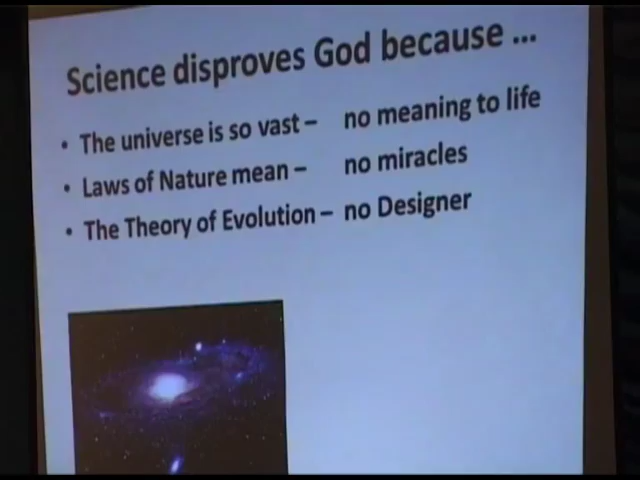 Science disproves God because ...
• The universe is so vast – no meaning to life
• Laws of Nature mean – no miracles
• The Theory of Evolution – no Designer